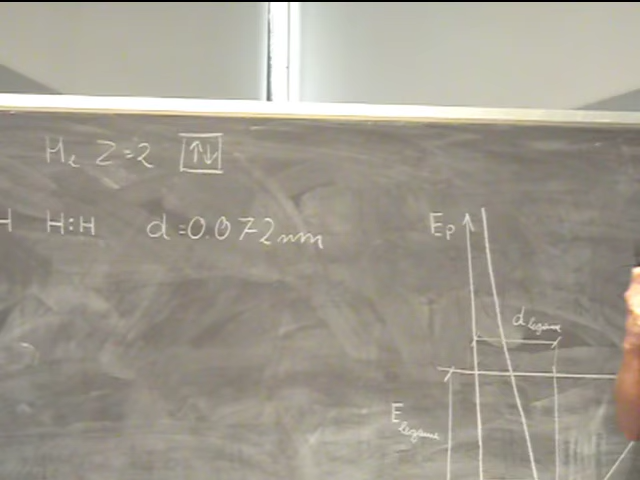 He Z=2 ↑↓
H H:H d=0.072nm
Ep
d legame
E legame